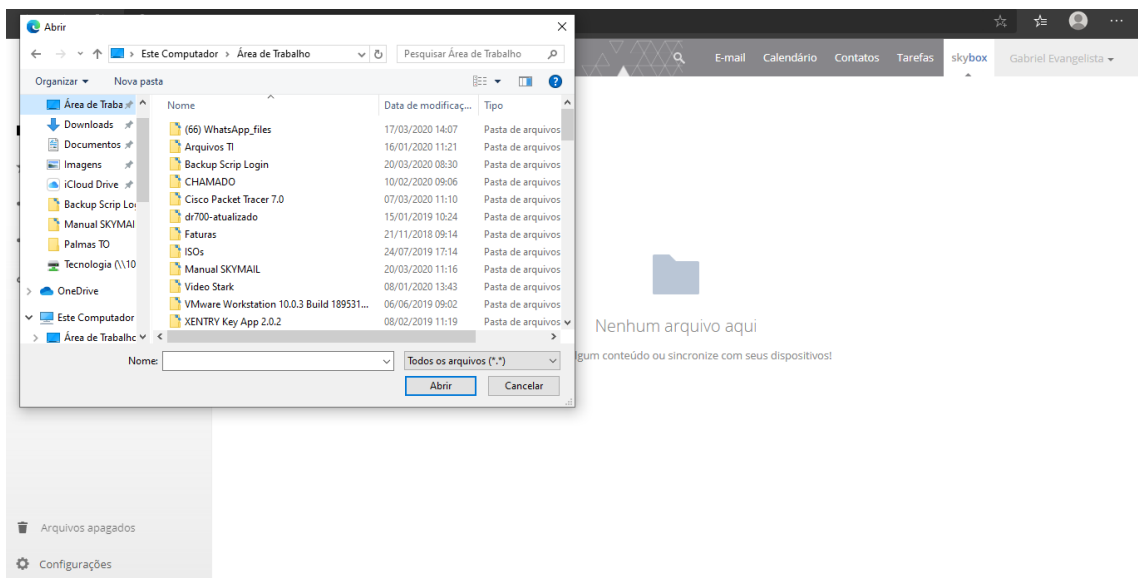 Abrir
Este Computador > Área de Trabalho
Pesquisar Área de Trabalho
E-mail Calendário Contatos Tarefas skybox Gabriel Evangelista
Organizar Nova pasta
Nome Data de modificaç... Tipo
Área de Traba
Downloads
Documentos
Imagens
iCloud Drive
Backup Scrip Log
Manual SKYMAI
Palmas TO
Tecnologia (\\10
OneDrive
Este Computador
Área de Trabalho
(66) WhatsApp_files 17/03/2020 14:07 Pasta de arquivos
Arquivos TI 16/01/2020 11:21 Pasta de arquivos
Backup Scrip Login 20/03/2020 08:30 Pasta de arquivos
CHAMADO 10/02/2020 09:06 Pasta de arquivos
Cisco Packet Tracer 7.0 07/03/2020 11:10 Pasta de arquivos
dr700-atualizado 15/01/2019 10:24 Pasta de arquivos
Faturas 21/11/2018 09:14 Pasta de arquivos
ISOs 24/07/2019 17:14 Pasta de arquivos
Manual SKYMAIL 20/03/2020 11:16 Pasta de arquivos
Video Stark 08/01/2020 13:43 Pasta de arquivos
VMware Workstation 10.0.3 Build 189531... 06/06/2019 09:02 Pasta de arquivos
XENTRY Key App 2.0.2 08/02/2019 11:19 Pasta de arquivos
Nome: Todos os arquivos (*.*)
Abrir Cancelar
Nenhum arquivo aqui
lgum conteúdo ou sincronize com seus dispositivos!
Arquivos apagados
Configurações